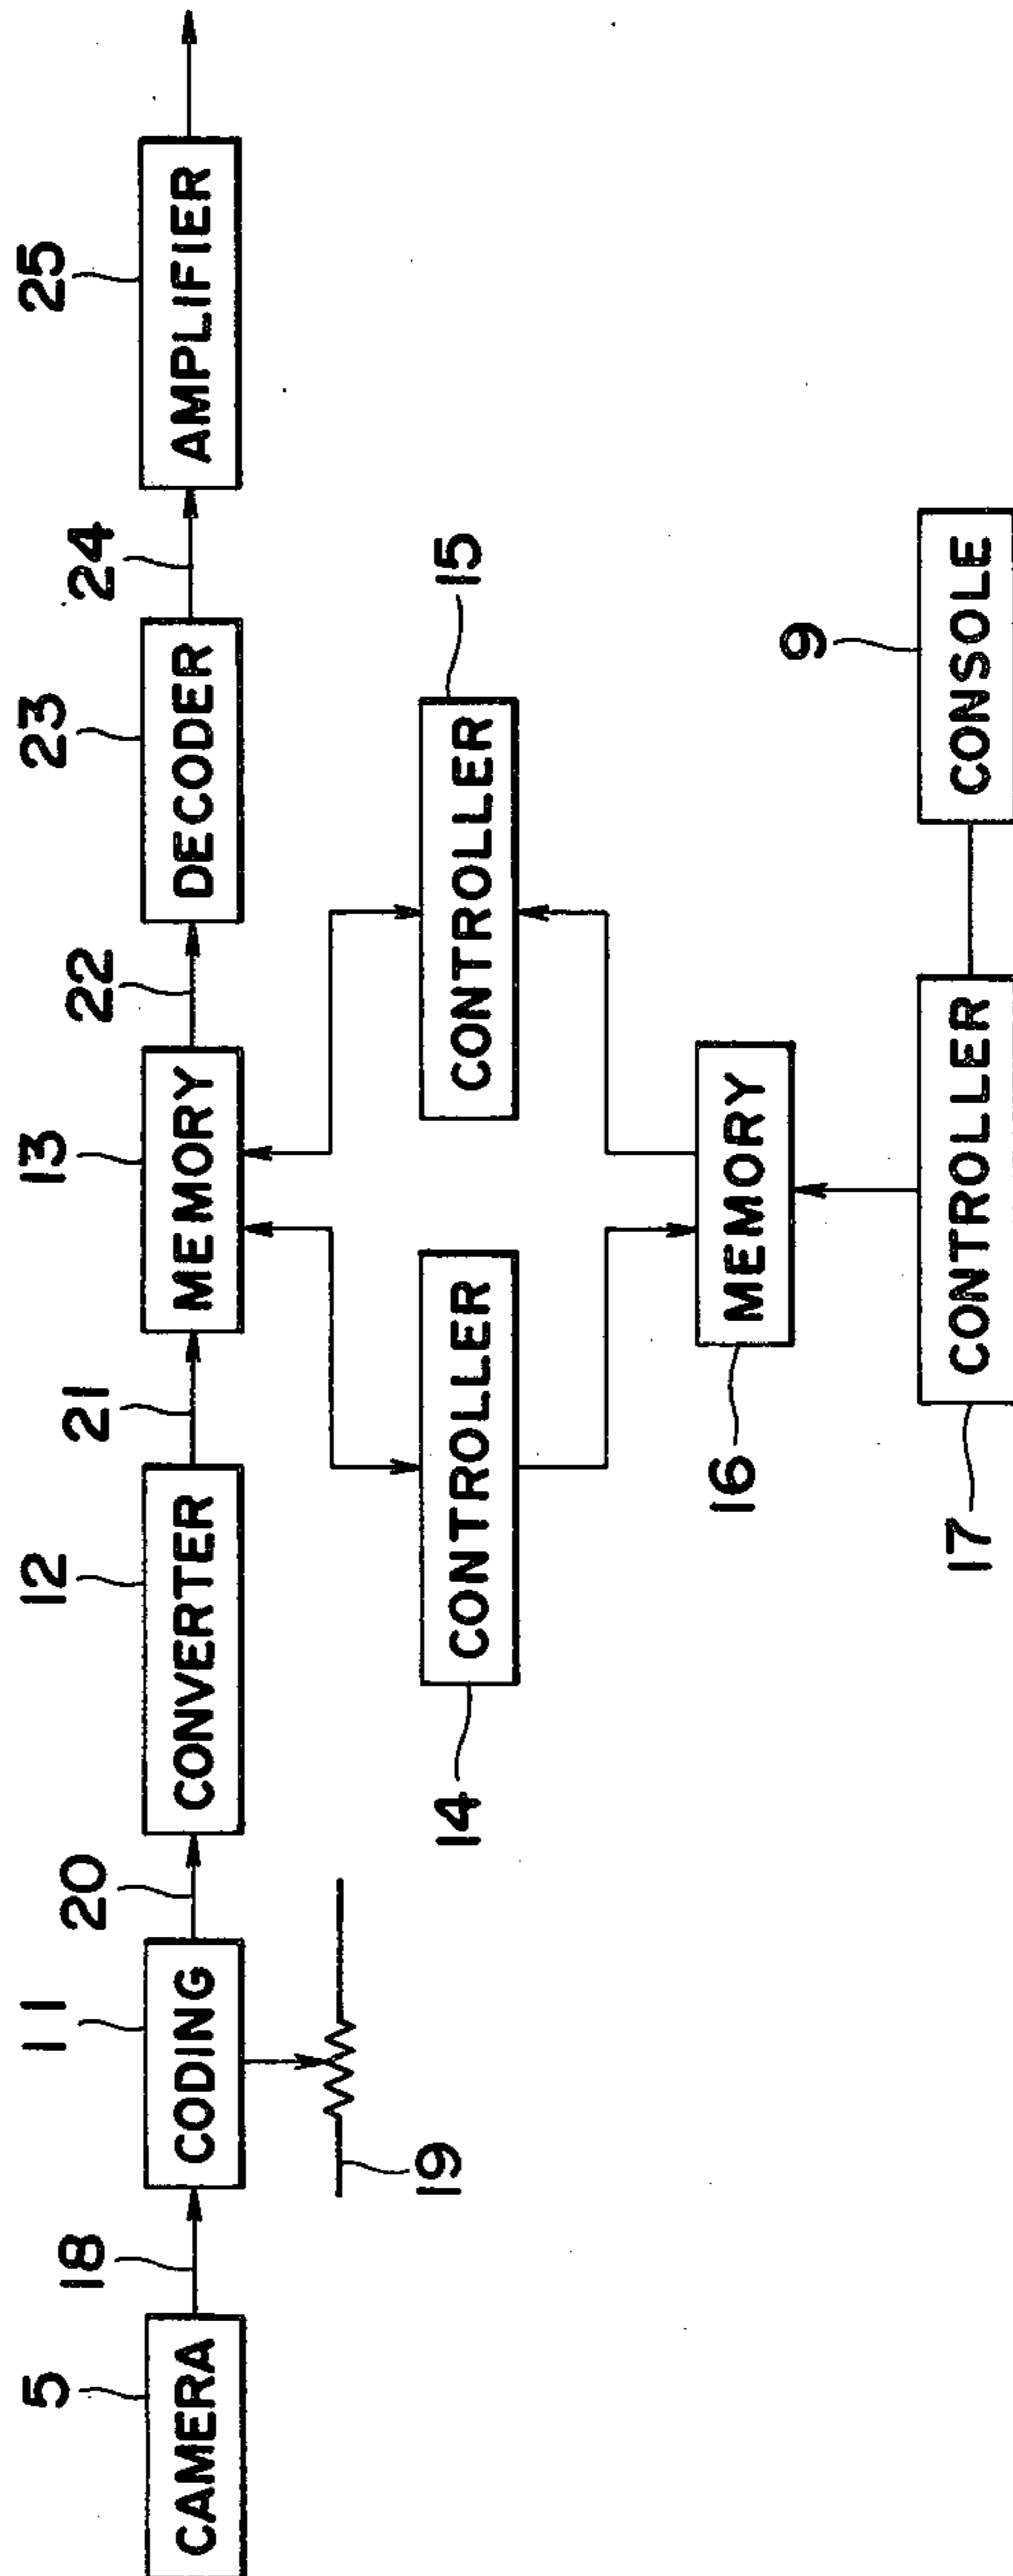 5
18
11
20
12
21
13
22
23
24
25
CAMERA
CODING
CONVERTER
MEMORY
DECODER
AMPLIFIER
19
14
CONTROLLER
CONTROLLER
15
16
MEMORY
9
17
CONTROLLER
CONSOLE